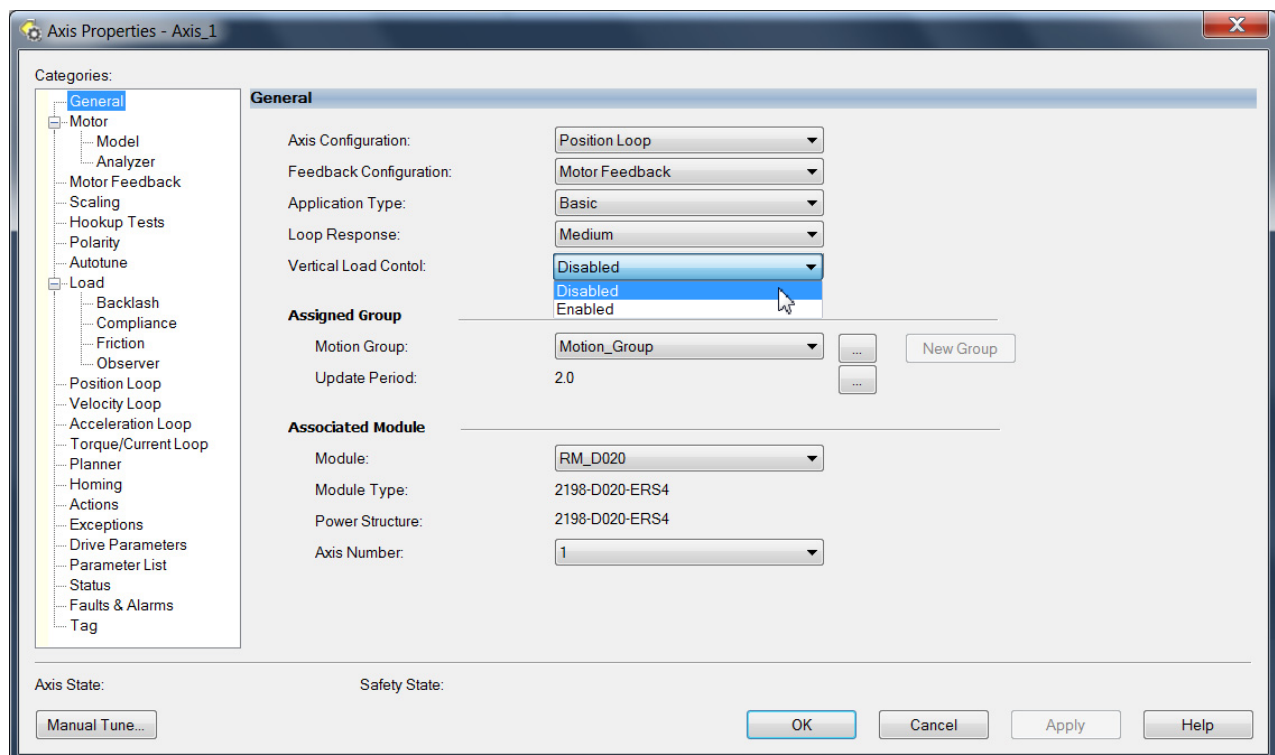 Axis Properties - Axis_1
X
Categories:
General
Motor
Model
Analyzer
Motor Feedback
Scaling
Hookup Tests
Polarity
Autotune
Load
Backlash
Compliance
Friction
Observer
Position Loop
Velocity Loop
Acceleration Loop
Torque/Current Loop
Planner
Homing
Actions
Exceptions
Drive Parameters
Parameter List
Status
Faults & Alarms
Tag
General
Axis Configuration: Position Loop
Feedback Configuration: Motor Feedback
Application Type: Basic
Loop Response: Medium
Vertical Load Contol: Disabled
Disabled
Enabled
Assigned Group
Motion Group: Motion_Group ... New Group
Update Period: 2.0 ...
Associated Module
Module: RM_D020
Module Type: 2198-D020-ERS4
Power Structure: 2198-D020-ERS4
Axis Number: 1
Axis State: Safety State:
Manual Tune... OK Cancel Apply Help